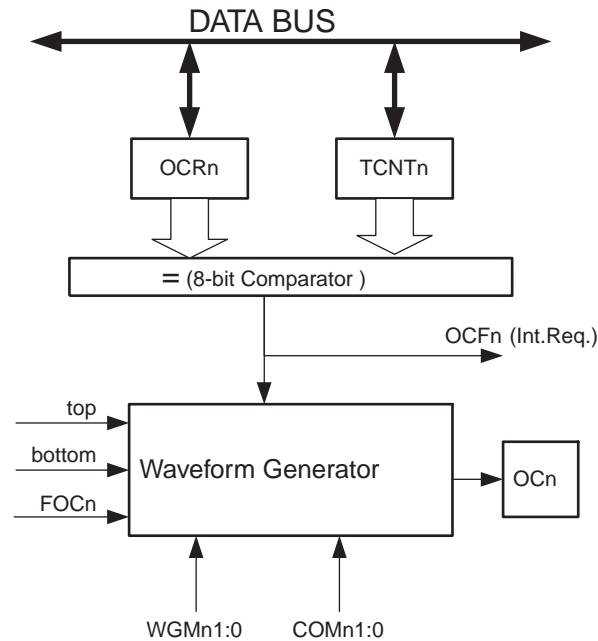 DATA BUS
OCRn
TCNTn
= (8-bit Comparator )
OCFn (Int.Req.)
top
bottom
FOCn
Waveform Generator
OCn
WGMn1:0
COMn1:0